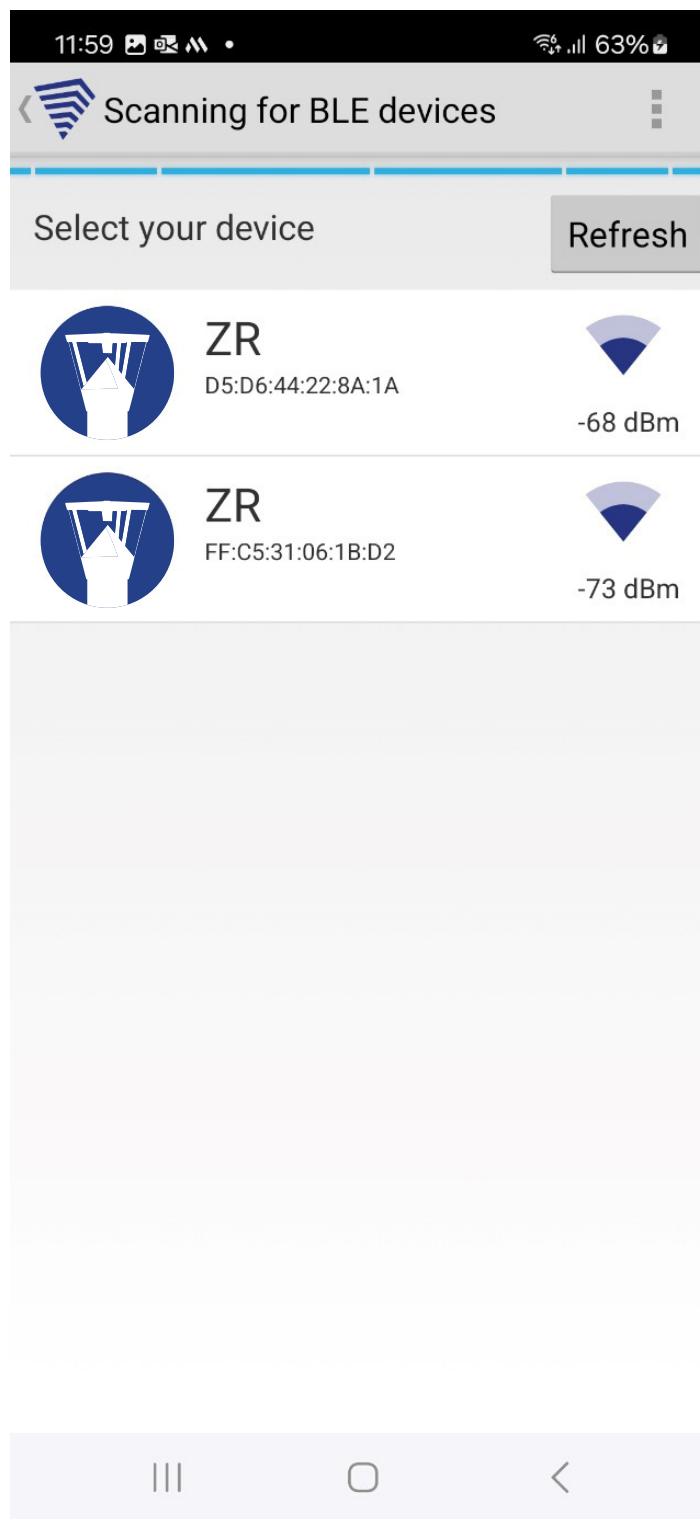 11:59
63%
Scanning for BLE devices
Select your device
Refresh
ZR
D5:D6:44:22:8A:1A
-68 dBm
ZR
FF:C5:31:06:1B:D2
-73 dBm